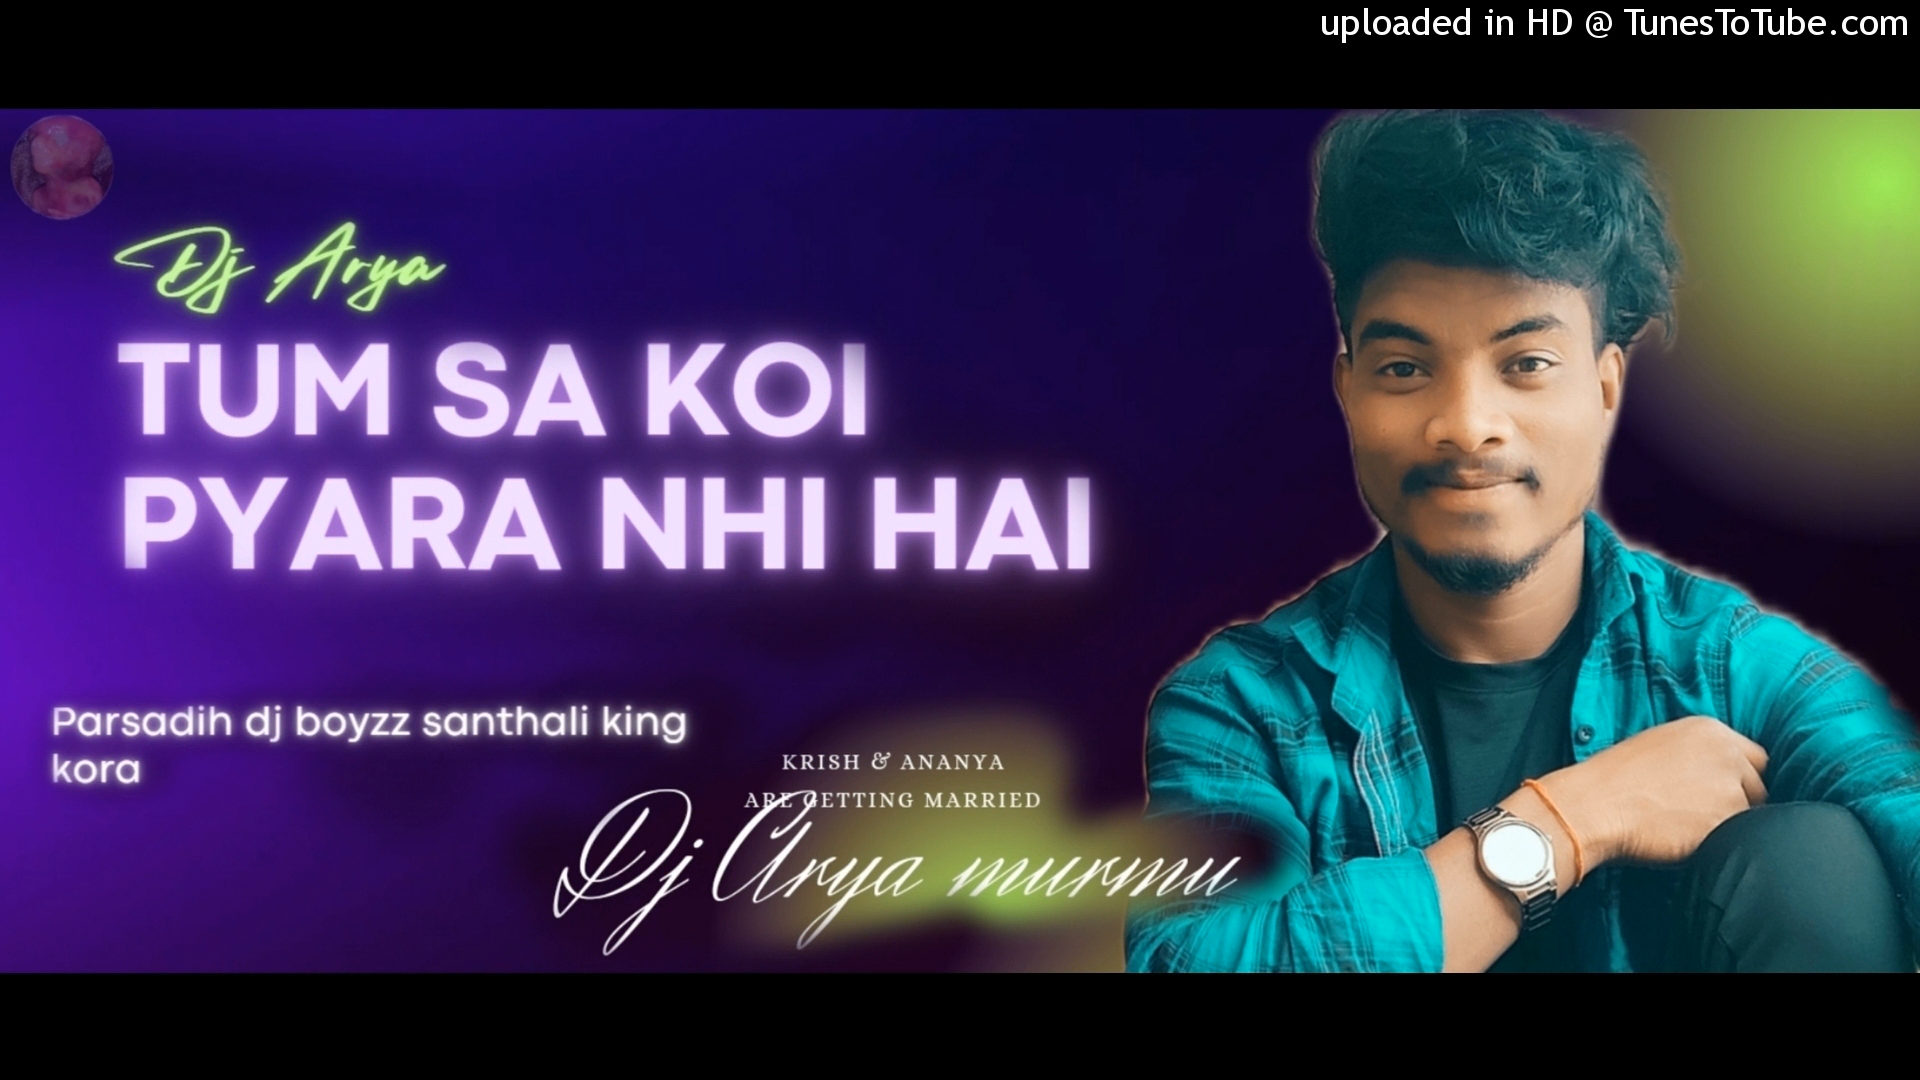 uploaded in HD @ TunesToTube.com
Dj Arya
TUM SA KOI
PYARA NHI HAI
Parsadih dj boyzz santhali king
kora
KRISH & ANANYA
ARE GETTING MARRIED
Dj Arya murmu